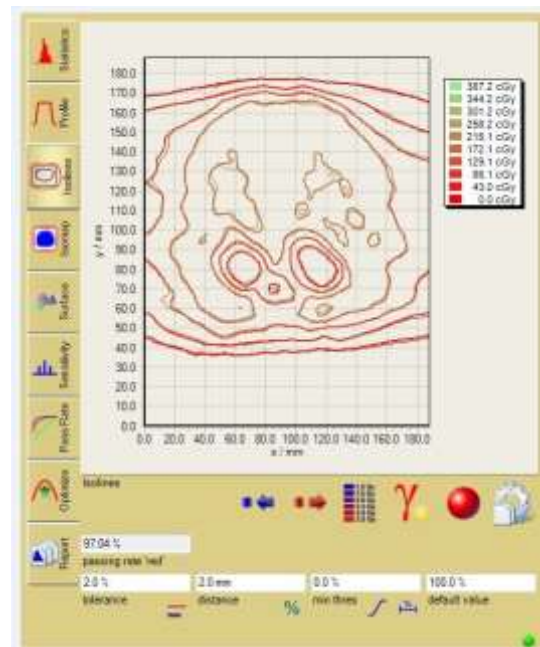 Statistics
Profile
Isolines
Isomap
Surface
Sensitivity
Pass Rate
Optimize
Report
y / mm
180.0
170.0
160.0
150.0
140.0
130.0
120.0
110.0
100.0
90.0
80.0
70.0
60.0
50.0
40.0
30.0
20.0
10.0
0.0
0.0 20.0 40.0 60.0 80.0 100.0 120.0 140.0 160.0 180.0
x / mm
387.2 cGy
344.2 cGy
301.2 cGy
258.2 cGy
215.1 cGy
172.1 cGy
129.1 cGy
86.1 cGy
43.0 cGy
0.0 cGy
Isolines
γ
97.04 %
passing rate 'red'
2.0 % 2.0 mm 0.0 % 100.0 %
tolerance distance % min thres default value